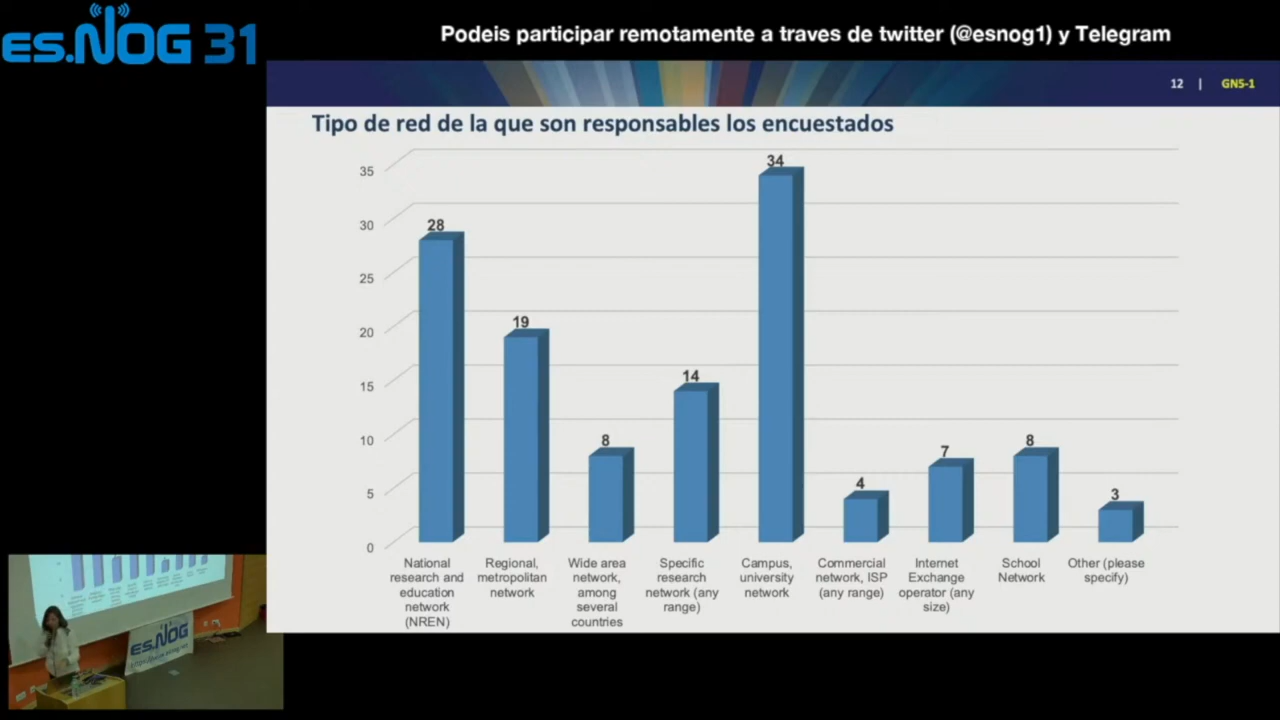 es.NOG 31
Podeis participar remotamente a traves de twitter (@esnog1) y Telegram
12 | GN5-1
Tipo de red de la que son responsables los encuestados
35
30
25
20
15
10
5
0
28
19
8
14
34
4
7
8
3
National
research and
education
network
(NREN)
Regional,
metropolitan
network
Wide area
network,
among
several
countries
Specific
research
network (any
range)
Campus,
university
network
Commercial
network, ISP
(any range)
Internet
Exchange
operator (any
size)
School
Network
Other (please
specify)
es.NOG